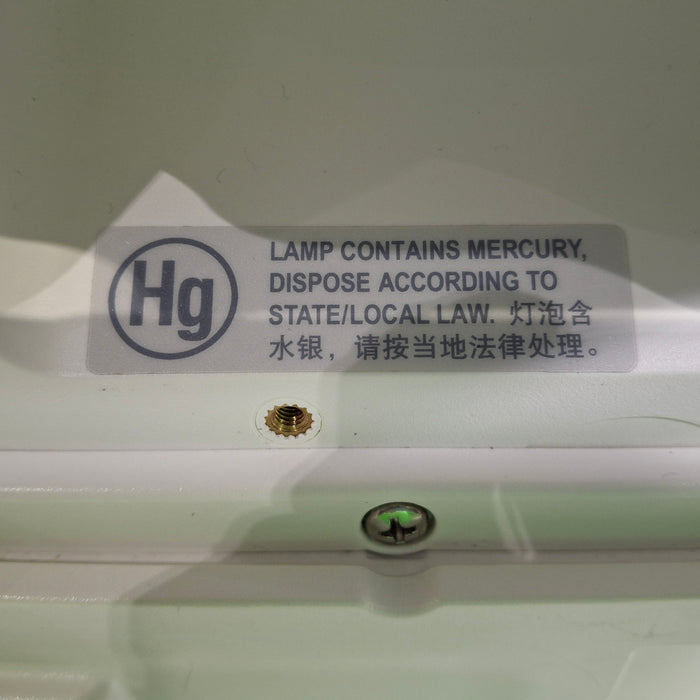 Hg
LAMP CONTAINS MERCURY,
DISPOSE ACCORDING TO
STATE/LOCAL LAW. 灯泡含
水银，请按当地法律处理。